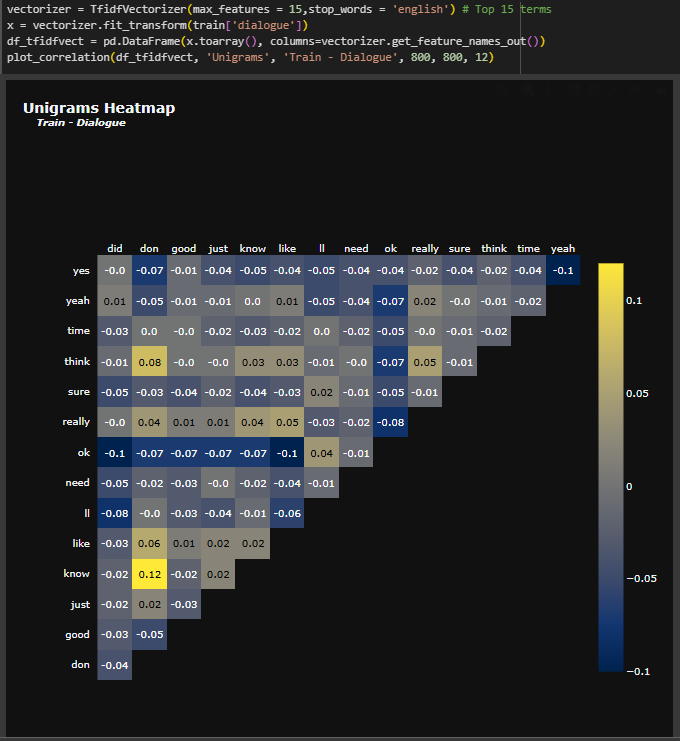 vectorizer = TfidfVectorizer(max_features = 15,stop_words = 'english') # Top 15 terms
x = vectorizer.fit_transform(train['dialogue'])
df_tfidfvect = pd.DataFrame(x.toarray(), columns=vectorizer.get_feature_names_out())
plot_correlation(df_tfidfvect, 'Unigrams', 'Train - Dialogue', 800, 800, 12)
Unigrams Heatmap
Train - Dialogue
did don good just know like ll need ok really sure think time yeah
yes -0.0 -0.07 -0.01 -0.04 -0.05 -0.04 -0.05 -0.04 -0.04 -0.02 -0.04 -0.02 -0.04 -0.1
yeah 0.01 -0.05 -0.01 -0.01 0.0 0.01 -0.05 -0.04 -0.07 0.02 -0.0 -0.01 -0.02
0.1
time -0.03 0.0 -0.0 -0.02 -0.03 -0.02 0.0 -0.02 -0.05 -0.0 -0.01 -0.02
think -0.01 0.08 -0.0 -0.0 0.03 0.03 -0.01 -0.0 -0.07 0.05 -0.01
sure -0.05 -0.03 -0.04 -0.02 -0.04 -0.03 0.02 -0.01 -0.05 -0.01
0.05
really -0.0 0.04 0.01 0.01 0.04 0.05 -0.03 -0.02 -0.08
ok -0.1 -0.07 -0.07 -0.07 -0.07 -0.1 0.04 -0.01
need -0.05 -0.02 -0.03 -0.0 -0.02 -0.04 -0.01
0
ll -0.08 -0.0 -0.03 -0.04 -0.01 -0.06
like -0.03 0.06 0.01 0.02 0.02
know -0.02 0.12 -0.02 0.02
−0.05
just -0.02 0.02 -0.03
good -0.03 -0.05
don -0.04
−0.1